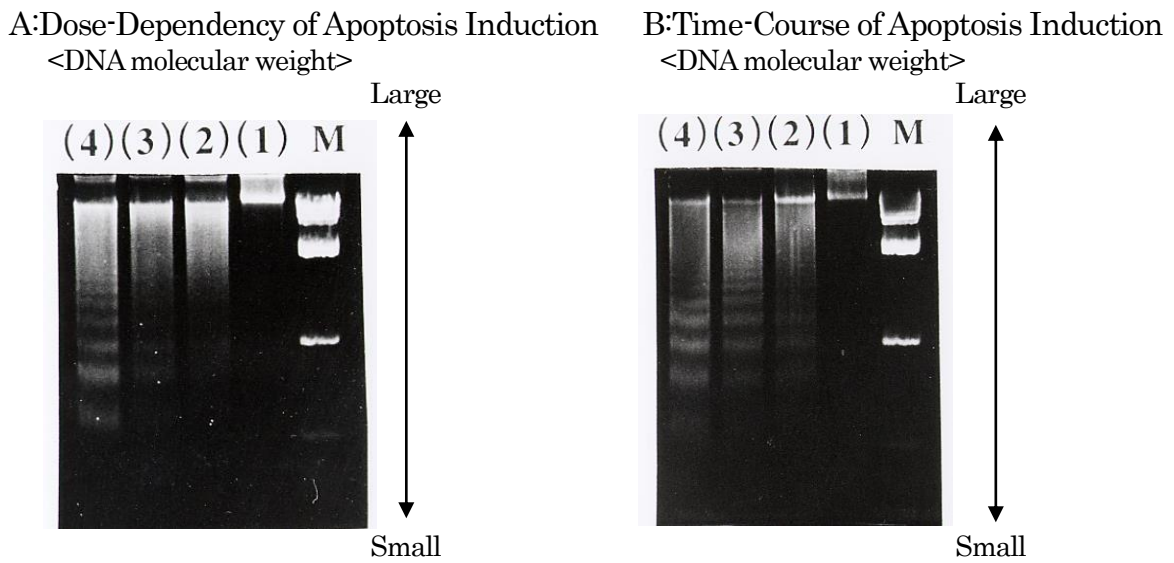 A:Dose-Dependency of Apoptosis Induction
<DNA molecular weight>
Large
(4)(3)(2)(1) M
Small
B:Time-Course of Apoptosis Induction
<DNA molecular weight>
Large
(4)(3)(2)(1) M
Small